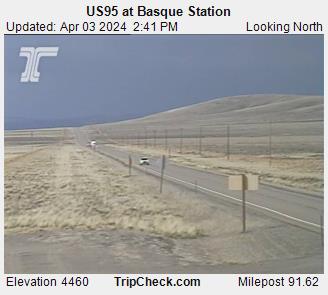 US95 at Basque Station
Updated: Apr 03 2024 2:41 PM Looking North
Elevation 4460 TripCheck.com Milepost 91.62